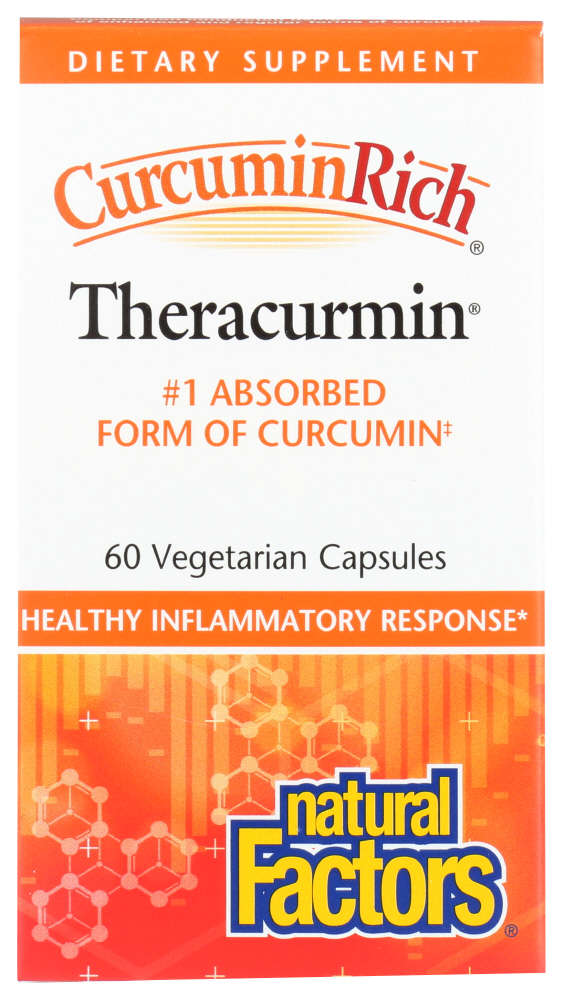 DIETARY SUPPLEMENT
CurcuminRich®
Theracurmin®
#1 ABSORBED
FORM OF CURCUMIN‡
60 Vegetarian Capsules
HEALTHY INFLAMMATORY RESPONSE*
natural
Factors®